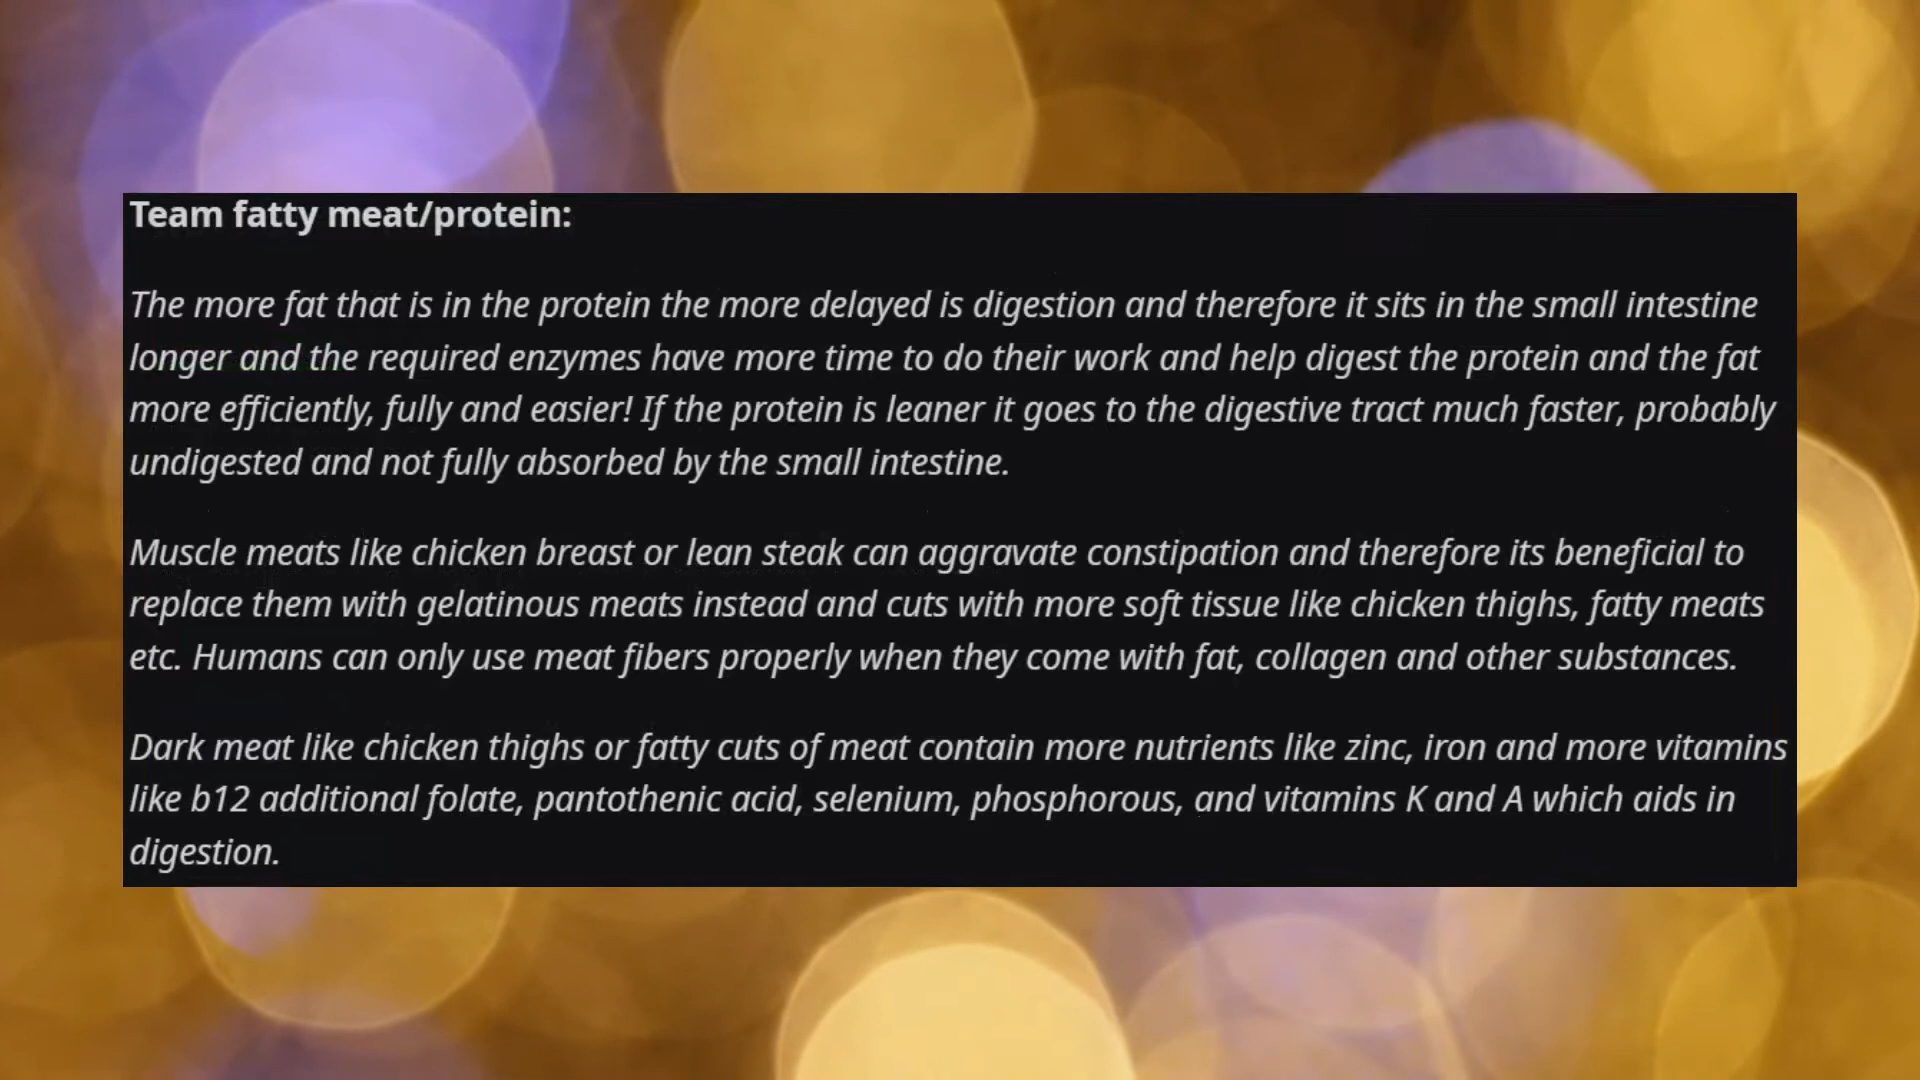 Team fatty meat/protein:
The more fat that is in the protein the more delayed is digestion and therefore it sits in the small intestine
longer and the required enzymes have more time to do their work and help digest the protein and the fat
more efficiently, fully and easier! If the protein is leaner it goes to the digestive tract much faster, probably
undigested and not fully absorbed by the small intestine.
Muscle meats like chicken breast or lean steak can aggravate constipation and therefore its beneficial to
replace them with gelatinous meats instead and cuts with more soft tissue like chicken thighs, fatty meats
etc. Humans can only use meat fibers properly when they come with fat, collagen and other substances.
Dark meat like chicken thighs or fatty cuts of meat contain more nutrients like zinc, iron and more vitamins
like b12 additional folate, pantothenic acid, selenium, phosphorous, and vitamins K and A which aids in
digestion.